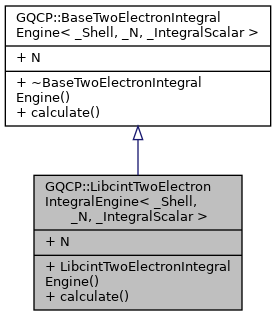 GQCP::BaseTwoElectronIntegral
Engine< _Shell, _N, _IntegralScalar >
+ N
+ ~BaseTwoElectronIntegral
Engine()
+ calculate()
GQCP::LibcintTwoElectron
IntegralEngine< _Shell,
_N, _IntegralScalar >
+ N
+ LibcintTwoElectronIntegral
Engine()
+ calculate()